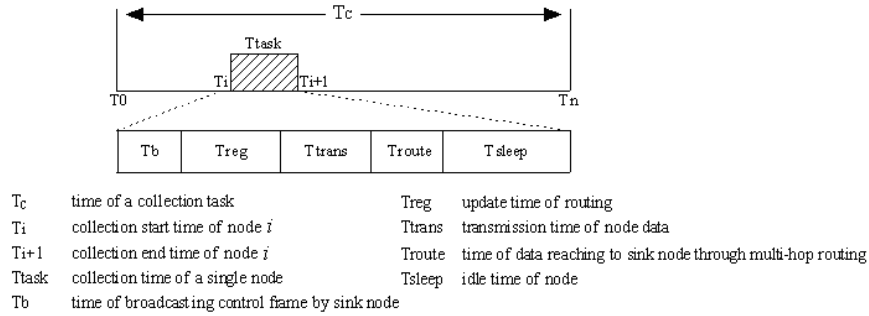 Tc
Ttask
Ti Ti+1
T0 Tn
Tb Treg Ttrans Troute Tsleep
Tc time of a collection task
Ti collection start time of node i
Ti+1 collection end time of node i
Ttask collection time of a single node
Tb time of broadcasting control frame by sink node
Treg update time of routing
Ttrans transmission time of node data
Troute time of data reaching to sink node through multi-hop routing
Tsleep idle time of node